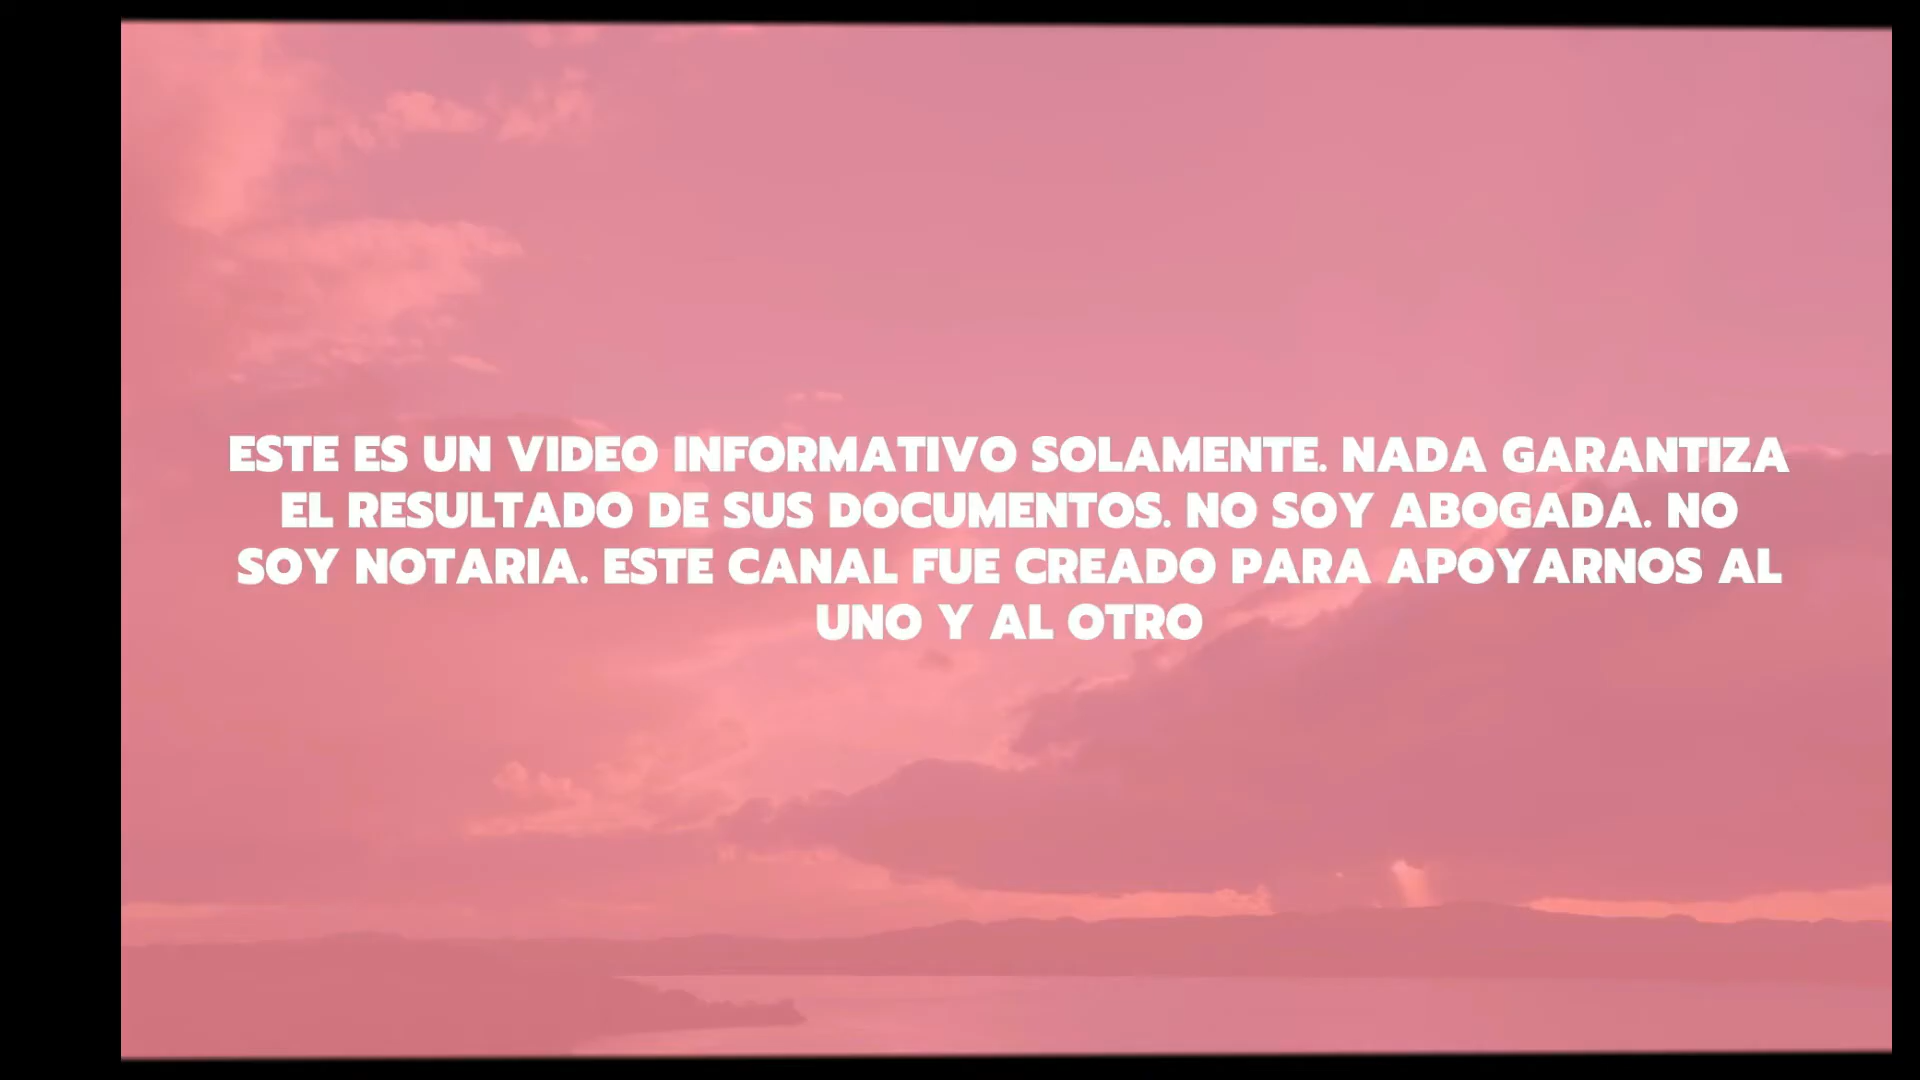 ESTE ES UN VIDEO INFORMATIVO SOLAMENTE. NADA GARANTIZA
EL RESULTADO DE SUS DOCUMENTOS. NO SOY ABOGADA. NO
SOY NOTARIA. ESTE CANAL FUE CREADO PARA APOYARNOS AL
UNO Y AL OTRO